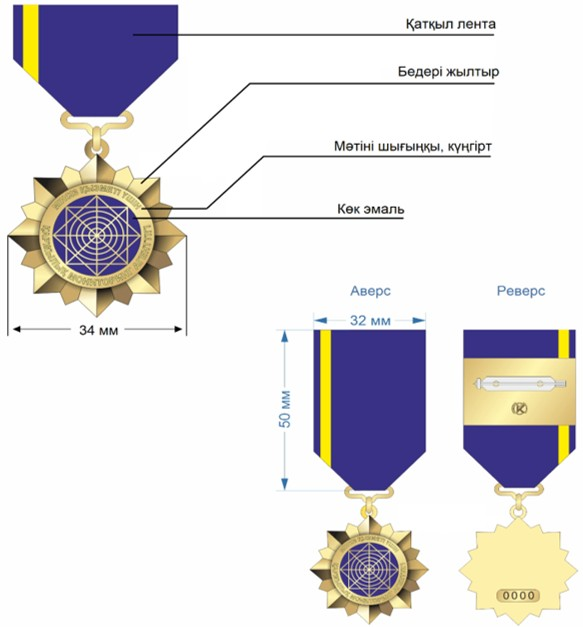 Қатқыл лента
Бедері жылтыр
Мәтіні шығыңқы, күңгірт
Көк эмаль
34 мм
Аверс
Реверс
32 мм
50 мм
K
0000